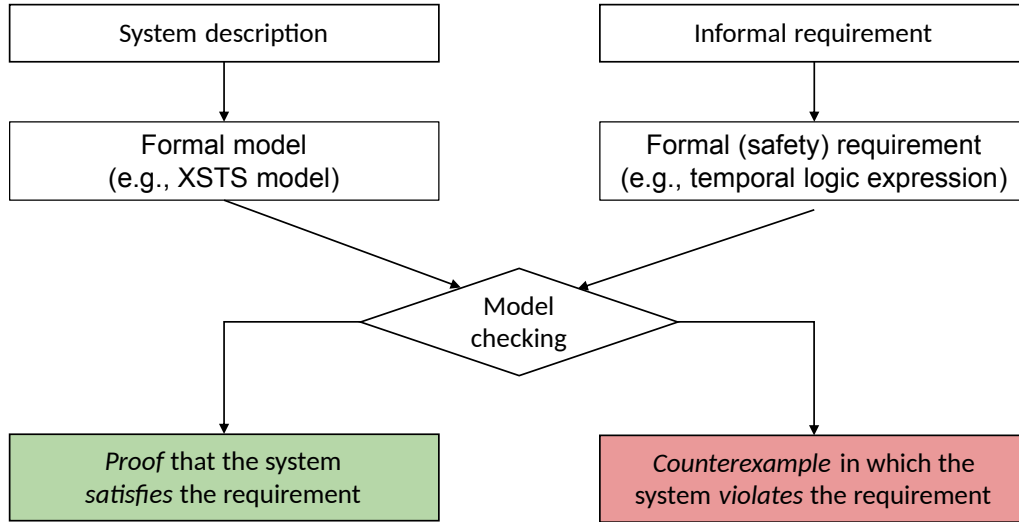 System description
Informal requirement
Formal model
(e.g., XSTS model)
Formal (safety) requirement
(e.g., temporal logic expression)
Model
checking
Proof that the system
satisfies the requirement
Counterexample in which the
system violates the requirement